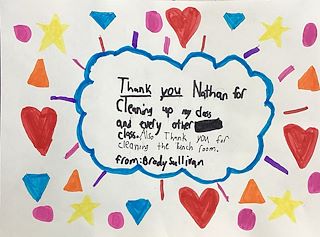 Thank you Nathan for
Cleaning up my class
and every other
class. Also Thank you for
cleaning the lunch room.
from: Brady Sullivan